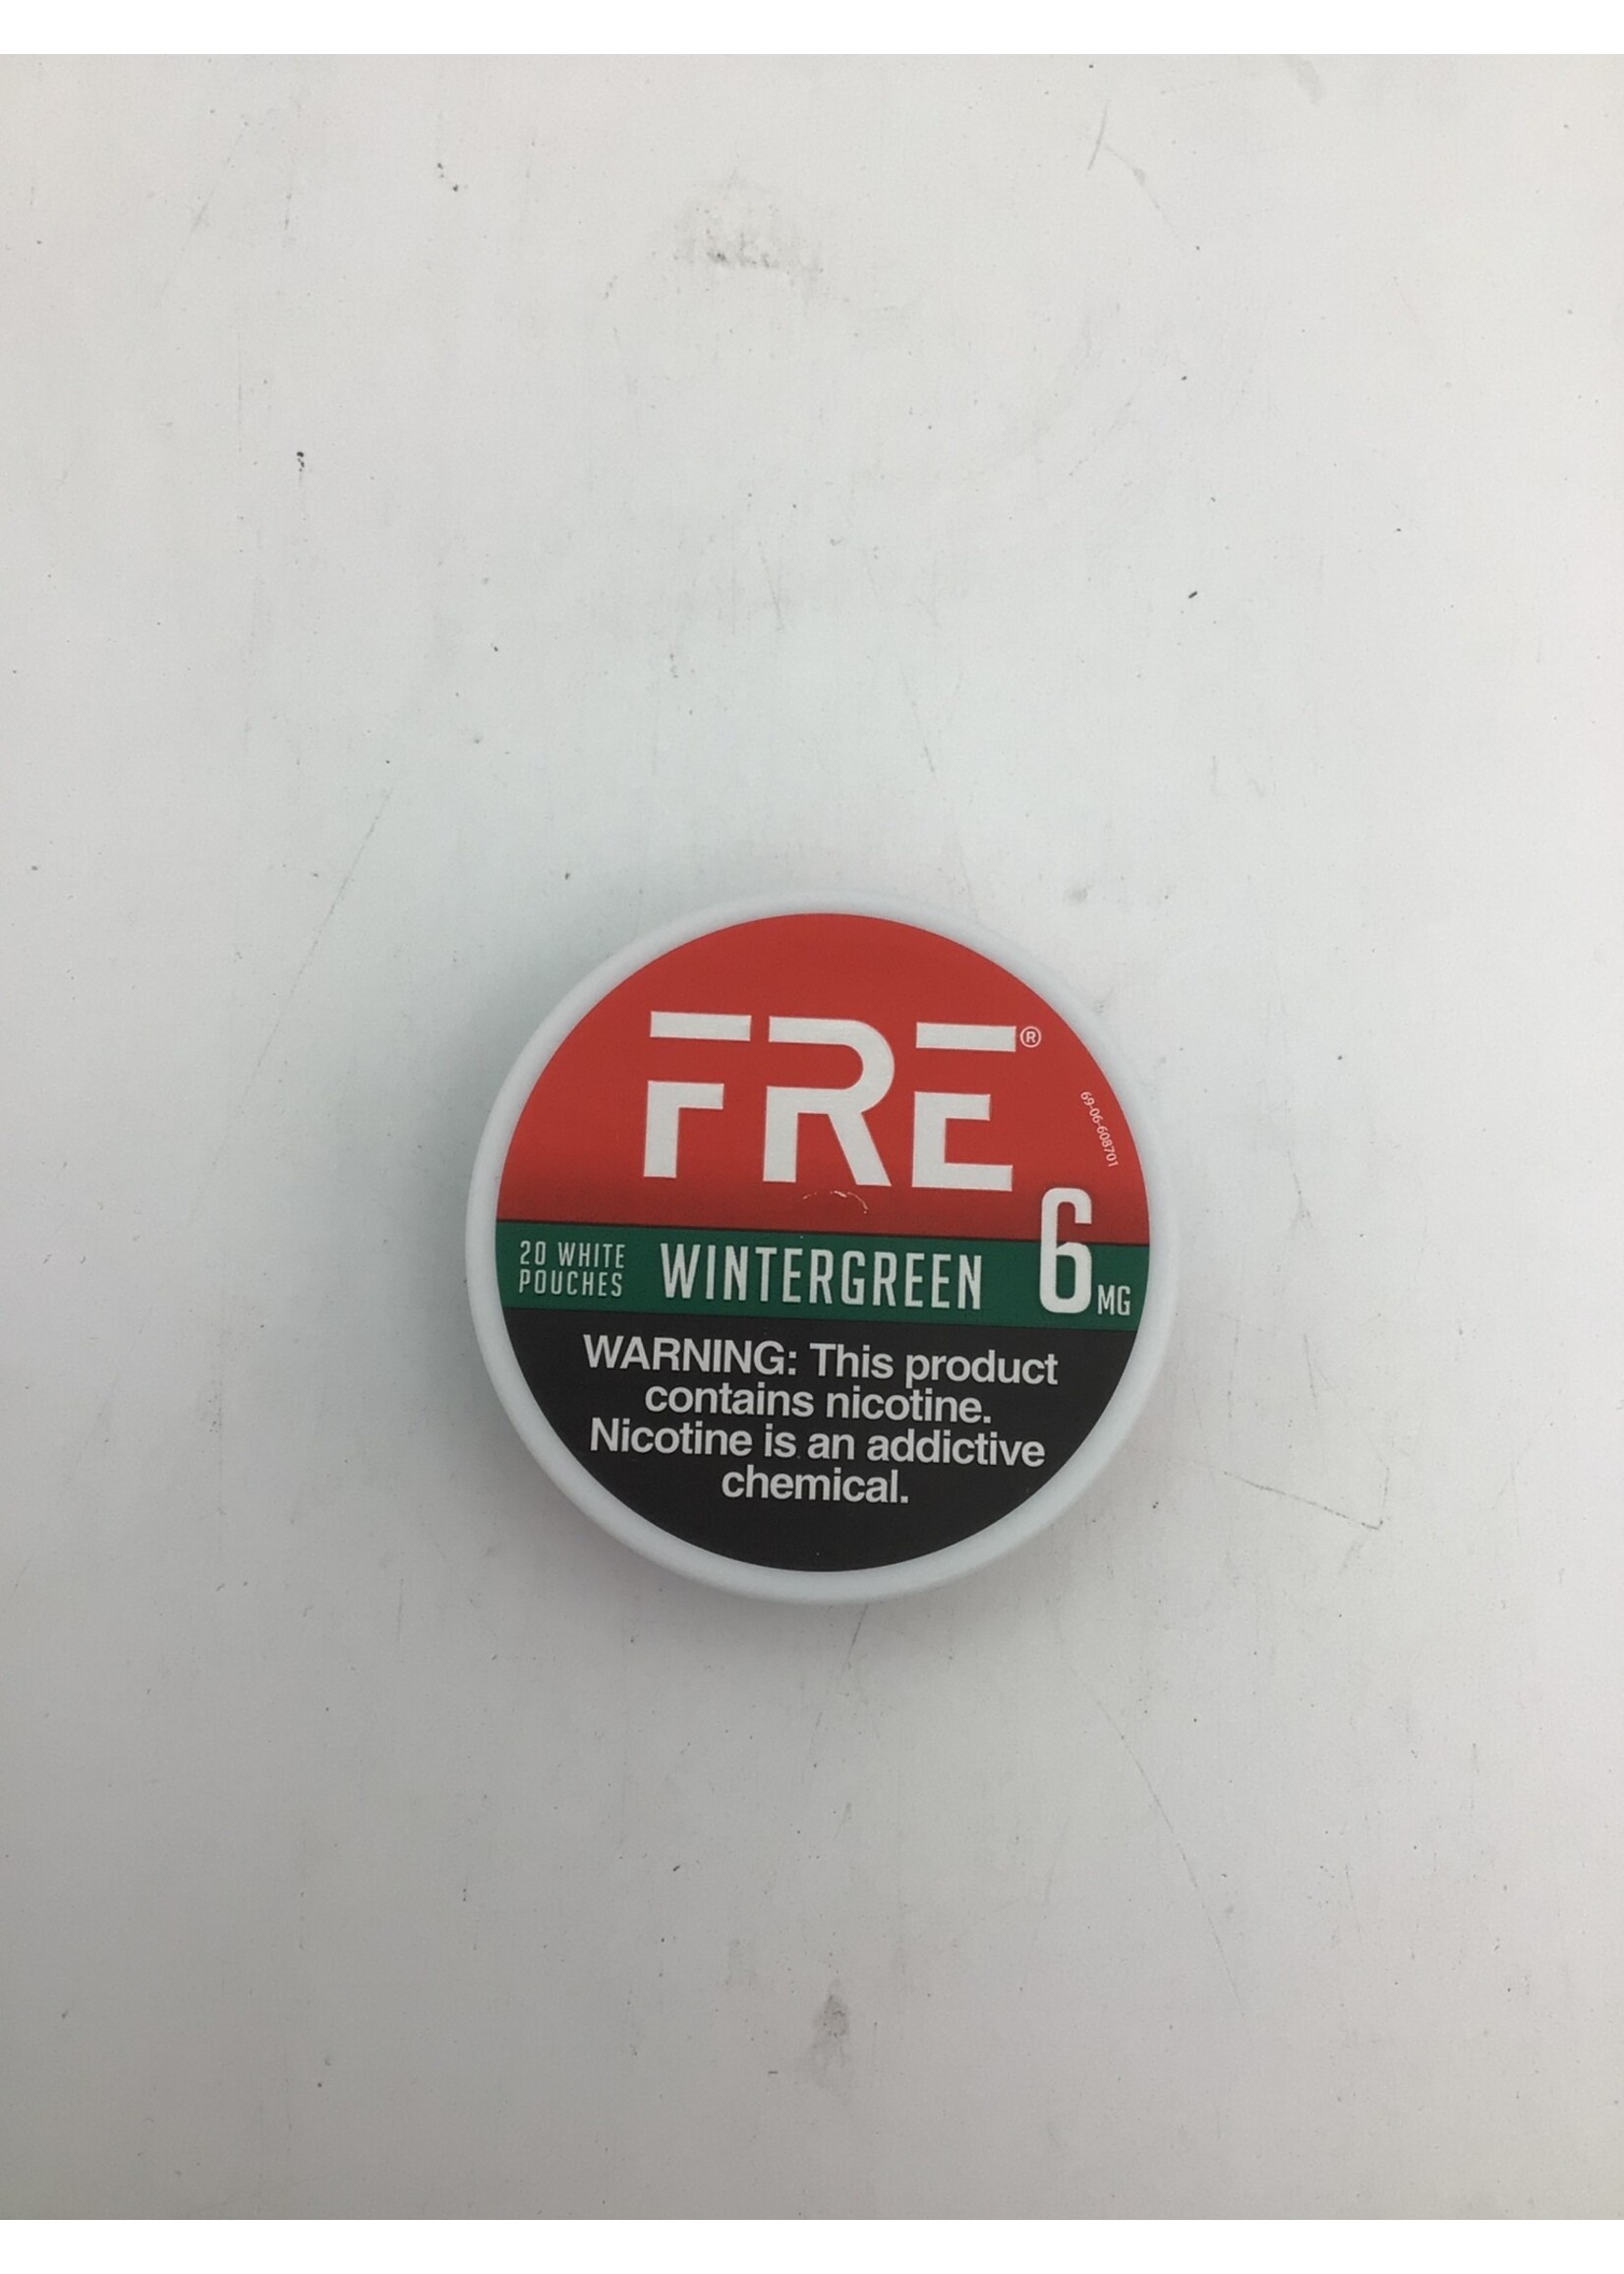 FRE®
69-06-608701
20 WHITE
POUCHES
WINTERGREEN
6 MG
WARNING: This product
contains nicotine.
Nicotine is an addictive
chemical.